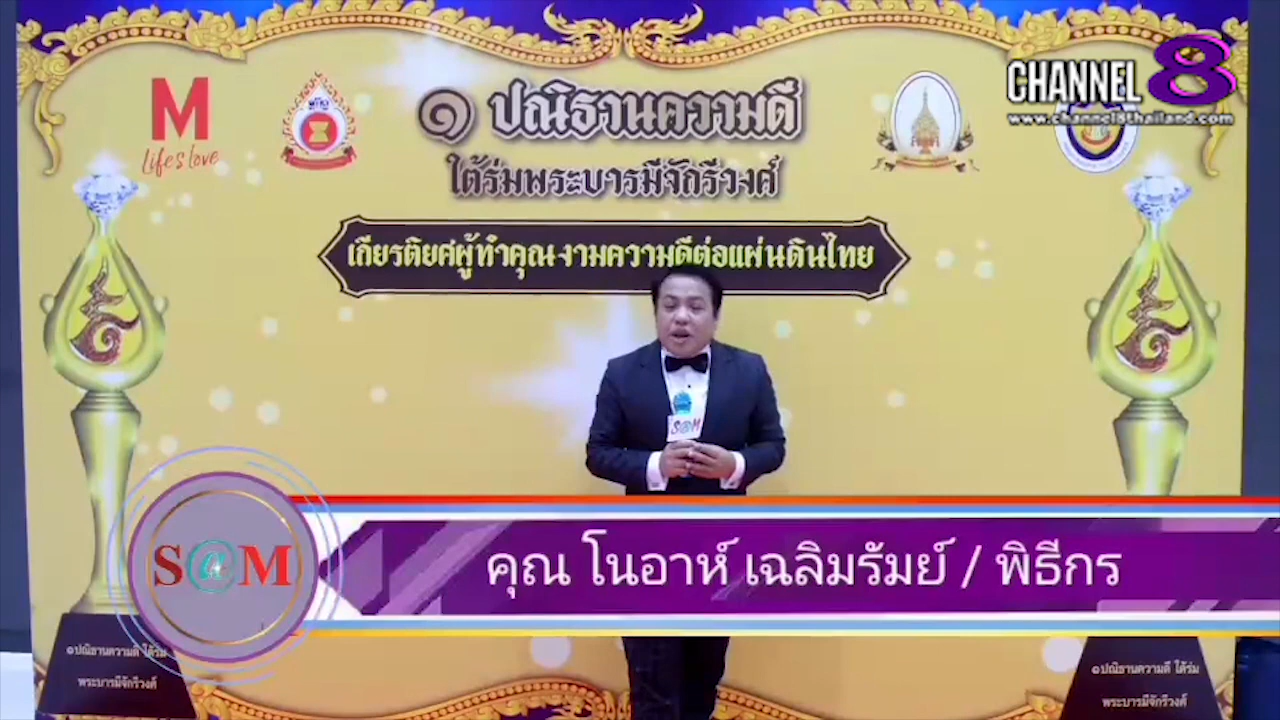 CHANNEL 8
www.channel8thailand.com
M
Life's love
๑ ปณิธานความดี
ใต้ร่มพระบารมีจักรีวงศ์
เกียรติยศผู้ทำคุณงามความดีต่อแผ่นดินไทย
S@M
S@M
คุณ โนอาห์ เฉลิมรัมย์ / พิธีกร
๑ปณิธานความดี ใต้ร่ม
พระบารมีจักรีวงศ์
๑ปณิธานความดี ใต้ร่ม
พระบารมีจักรีวงศ์